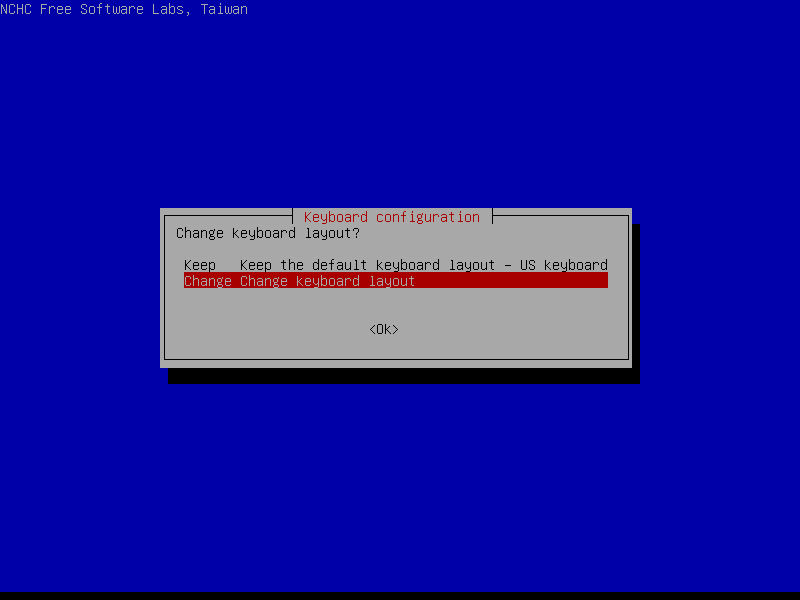 NCHC Free Software Labs, Taiwan
Keyboard configuration
Change keyboard layout?
Keep   Keep the default keyboard layout - US keyboard
Change Change keyboard layout
<Ok>